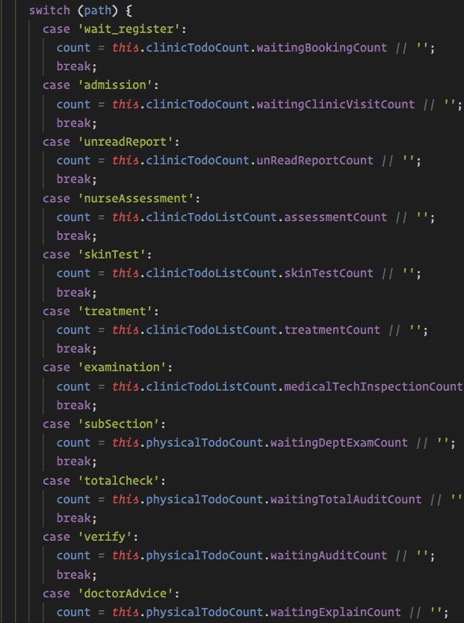 switch (path) {
case 'wait_register':
count = this.clinicTodoCount.waitingBookingCount || '';
break;
case 'admission':
count = this.clinicTodoCount.waitingClinicVisitCount || '';
break;
case 'unreadReport':
count = this.clinicTodoCount.unReadReportCount || '';
break;
case 'nurseAssessment':
count = this.clinicTodoListCount.assessmentCount || '';
break;
case 'skinTest':
count = this.clinicTodoListCount.skinTestCount || '';
break;
case 'treatment':
count = this.clinicTodoListCount.treatmentCount || '';
break;
case 'examination':
count = this.clinicTodoListCount.medicalTechInspectionCount
break;
case 'subSection':
count = this.physicalTodoCount.waitingDeptExamCount || '';
break;
case 'totalCheck':
count = this.physicalTodoCount.waitingTotalAuditCount || ''
break;
case 'verify':
count = this.physicalTodoCount.waitingAuditCount || '';
break;
case 'doctorAdvice':
count = this.physicalTodoCount.waitingExplainCount || '';